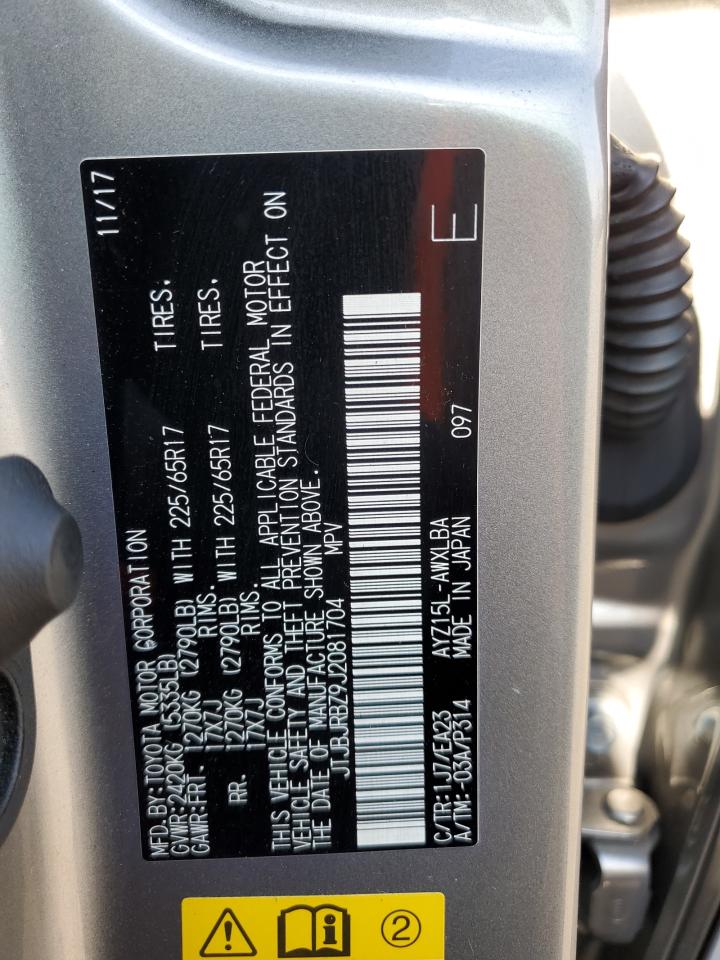 MFD. BY:TOYOTA MOTOR CORPORATION 11/17
GVWR:2420KG (5335LB)
GAWR:FRT- 1270KG (2790LB) WITH 225/65R17 TIRES.
17X7J RIMS.
RR. 1270KG (2790LB) WITH 225/65R17 TIRES.
17X7J RIMS.
THIS VEHICLE CONFORMS TO ALL APPLICABLE FEDERAL MOTOR
VEHICLE SAFETY AND THEFT PREVENTION STANDARDS IN EFFECT ON
THE DATE OF MANUFACTURE SHOWN ABOVE.
JTJBJRBZ9J2081704 MPV
C/TR:1J7/EA23 AYZ15L-AWXLBA 097 E
A/TM:-03A/P314 MADE IN JAPAN
i 2